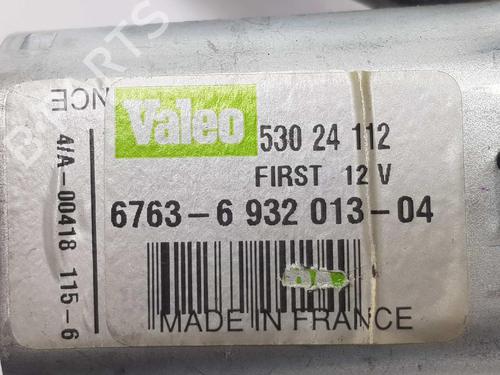 NCE
Valeo
530 24 112
FIRST 12 V
6763-6 932 013-04
MADE IN FRANCE
4/A-00418 115-6